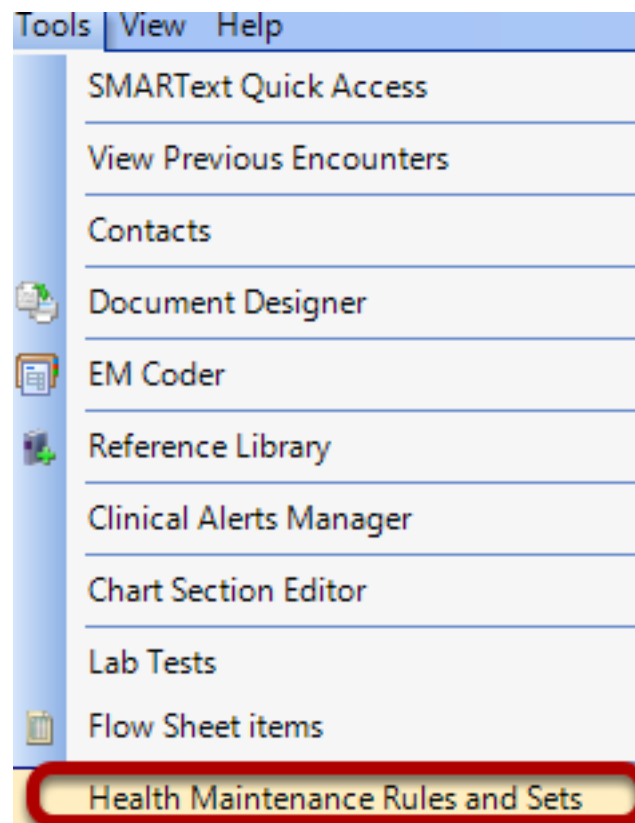 Tools View Help
SMARText Quick Access
View Previous Encounters
Contacts
Document Designer
EM Coder
Reference Library
Clinical Alerts Manager
Chart Section Editor
Lab Tests
Flow Sheet items
Health Maintenance Rules and Sets